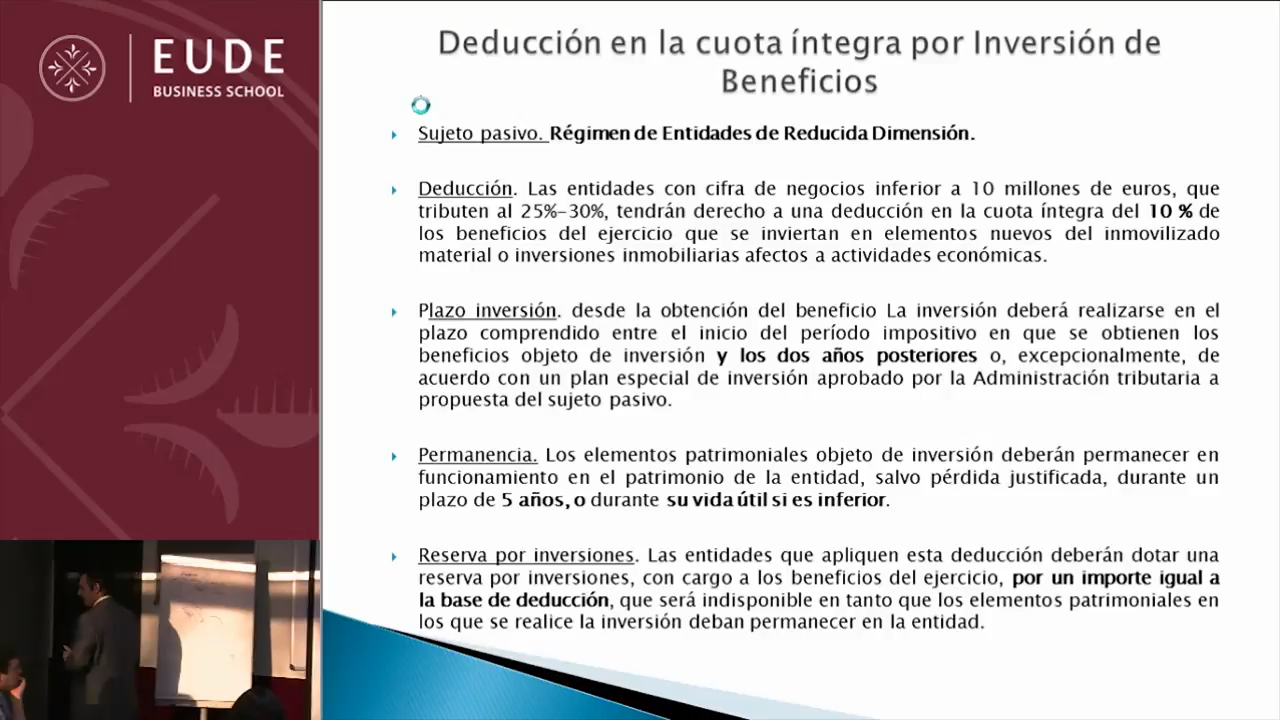 EUDE
BUSINESS SCHOOL
Deducción en la cuota íntegra por Inversión de
Beneficios
Sujeto pasivo. Régimen de Entidades de Reducida Dimensión.
Deducción. Las entidades con cifra de negocios inferior a 10 millones de euros, que
tributen al 25%-30%, tendrán derecho a una deducción en la cuota íntegra del 10 % de
los beneficios del ejercicio que se inviertan en elementos nuevos del inmovilizado
material o inversiones inmobiliarias afectos a actividades económicas.
Plazo inversión. desde la obtención del beneficio La inversión deberá realizarse en el
plazo comprendido entre el inicio del período impositivo en que se obtienen los
beneficios objeto de inversión y los dos años posteriores o, excepcionalmente, de
acuerdo con un plan especial de inversión aprobado por la Administración tributaria a
propuesta del sujeto pasivo.
Permanencia. Los elementos patrimoniales objeto de inversión deberán permanecer en
funcionamiento en el patrimonio de la entidad, salvo pérdida justificada, durante un
plazo de 5 años, o durante su vida útil si es inferior.
Reserva por inversiones. Las entidades que apliquen esta deducción deberán dotar una
reserva por inversiones, con cargo a los beneficios del ejercicio, por un importe igual a
la base de deducción, que será indisponible en tanto que los elementos patrimoniales en
los que se realice la inversión deban permanecer en la entidad.